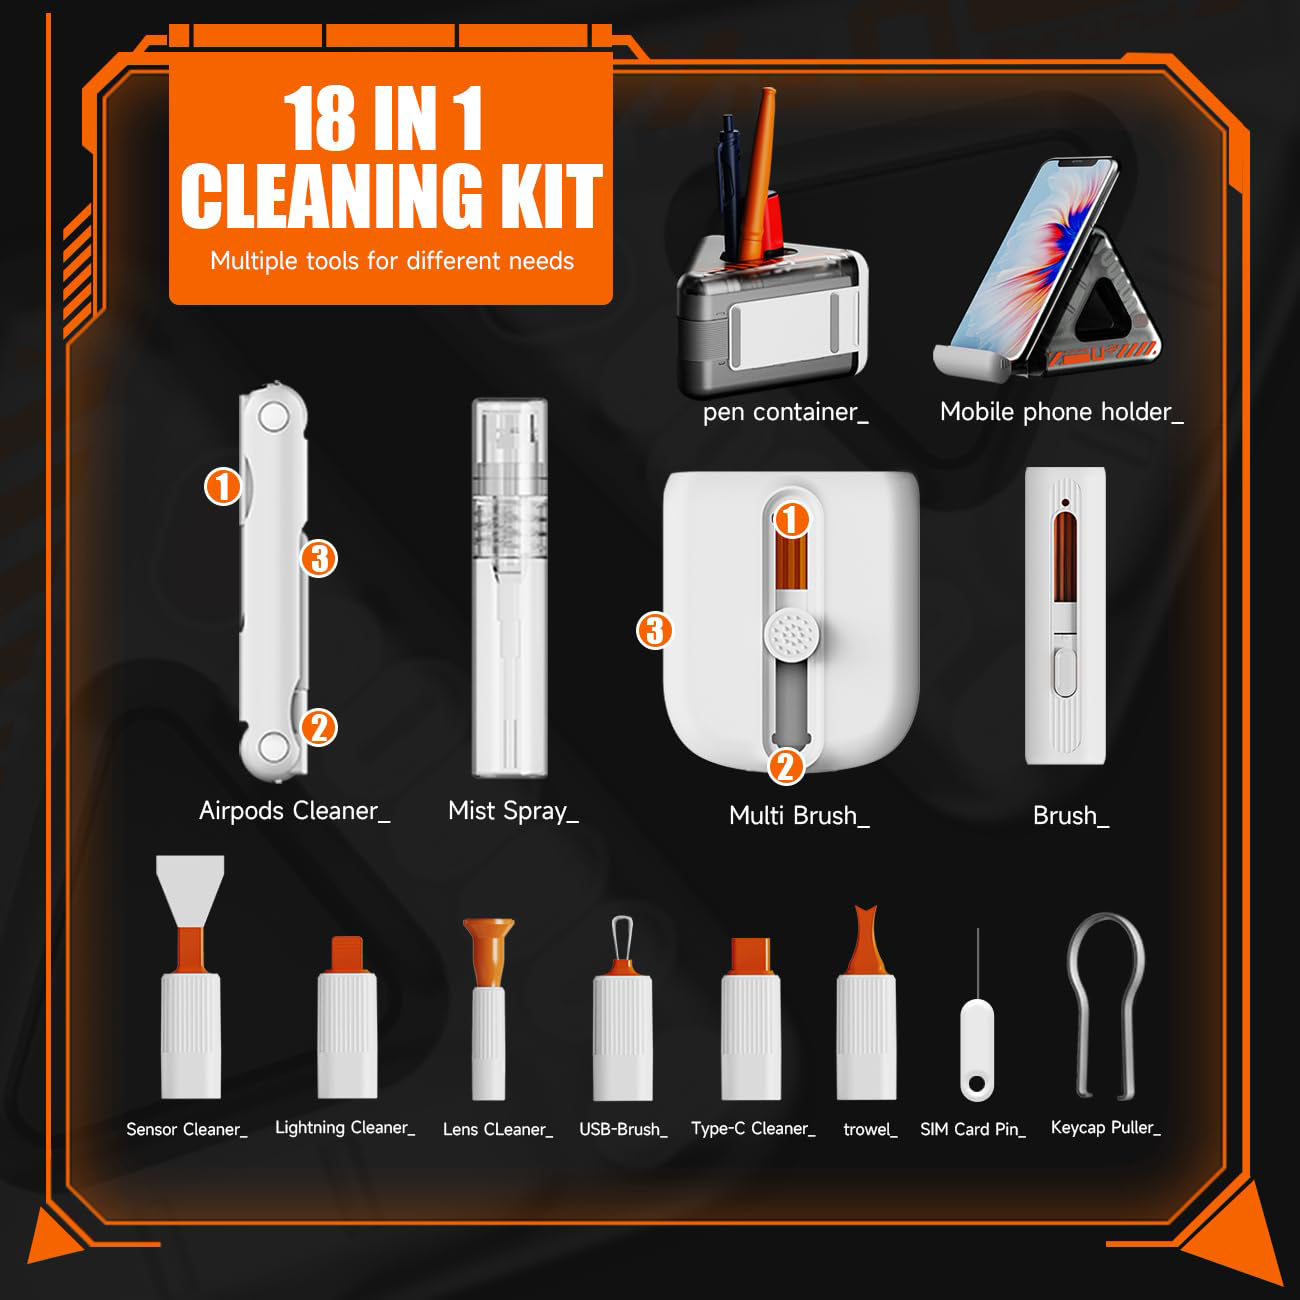 18 IN 1
CLEANING KIT
Multiple tools for different needs
pen container_
Mobile phone holder_
1
3
2
1
3
2
Airpods Cleaner_
Mist Spray_
Multi Brush_
Brush_
Sensor Cleaner_
Lightning Cleaner_
Lens CLeaner_
USB-Brush_
Type-C Cleaner_
trowel_
SIM Card Pin_
Keycap Puller_